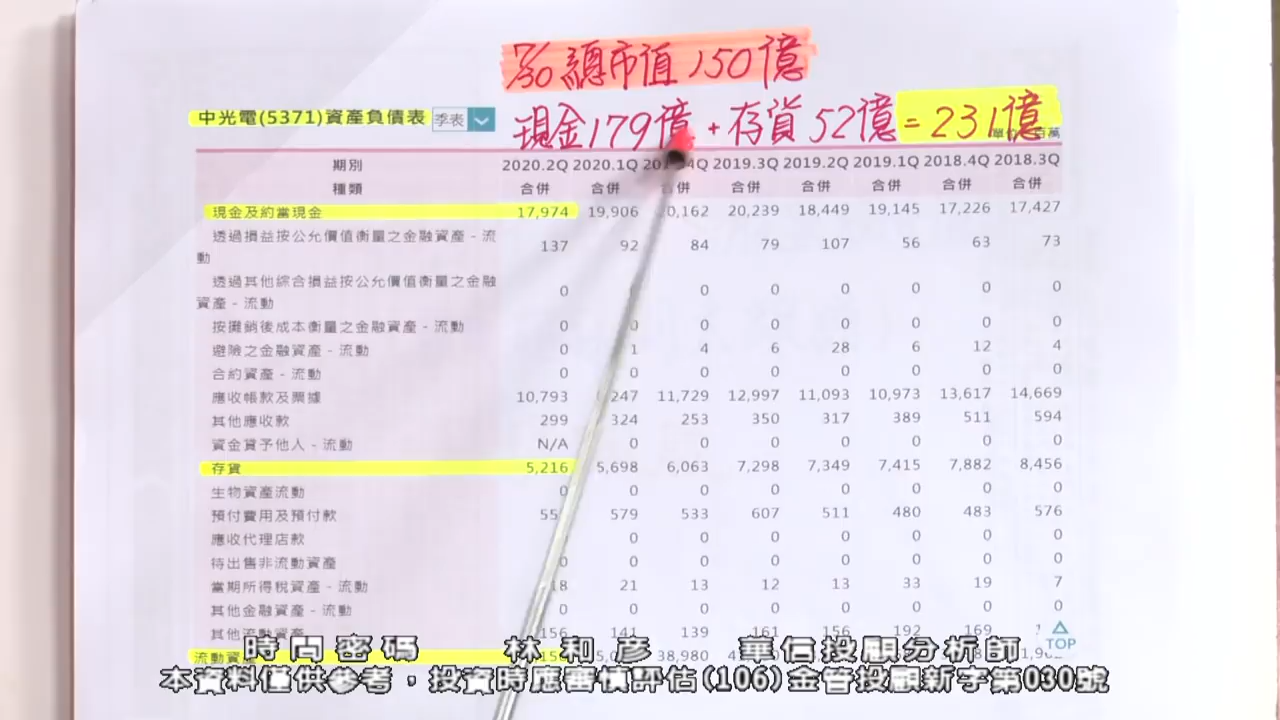 7/30 總市值150億
現金179億+存貨52億=231億
中光電(5371)資產負債表 季表
期別 2020.2Q 2020.1Q 2019.3Q 2019.2Q 2019.1Q 2018.4Q 2018.3Q
種類 合併 合併 合併 合併 合併 合併 合併 合併
現金及約當現金 17,974 19,906 20,239 18,449 19,145 17,226 17,427
透過損益按公允價值衡量之金融資產-流動 137 92 84 79 107 56 63 73
透過其他綜合損益按公允價值衡量之金融資產-流動 0 0 0 0 0 0 0
按攤銷後成本衡量之金融資產-流動 0 0 0 0 0 0 0 0
避險之金融資產-流動 0 1 4 6 28 6 12 4
合約資產-流動 0 0 0 0 0 0 0 0
應收帳款及票據 10,793 11,729 12,997 11,093 10,973 13,617 14,669
其他應收款 299 324 253 350 317 389 511 594
資金貸予他人-流動 N/A 0 0 0 0 0 0 0
存貨 5,216 5,698 6,063 7,298 7,349 7,415 7,882 8,456
生物資產流動 0 0 0 0 0 0 0 0
預付費用及預付款 579 533 607 511 480 483 576
應收代理店款 0 0 0 0 0 0 0
待出售非流動資產 0 0 0 0 0 0 0
當期所得稅資產-流動 21 13 12 13 33 19 7
其他金融資產-流動 0 0 0 0 0 0 0
TOP
其他流動資產 141 139 161 156 192 169
38,980
時間密碼 林和彥 華信投顧分析師
本資料僅供參考,投資時應審慎評估(106)金管投顧新字第030號